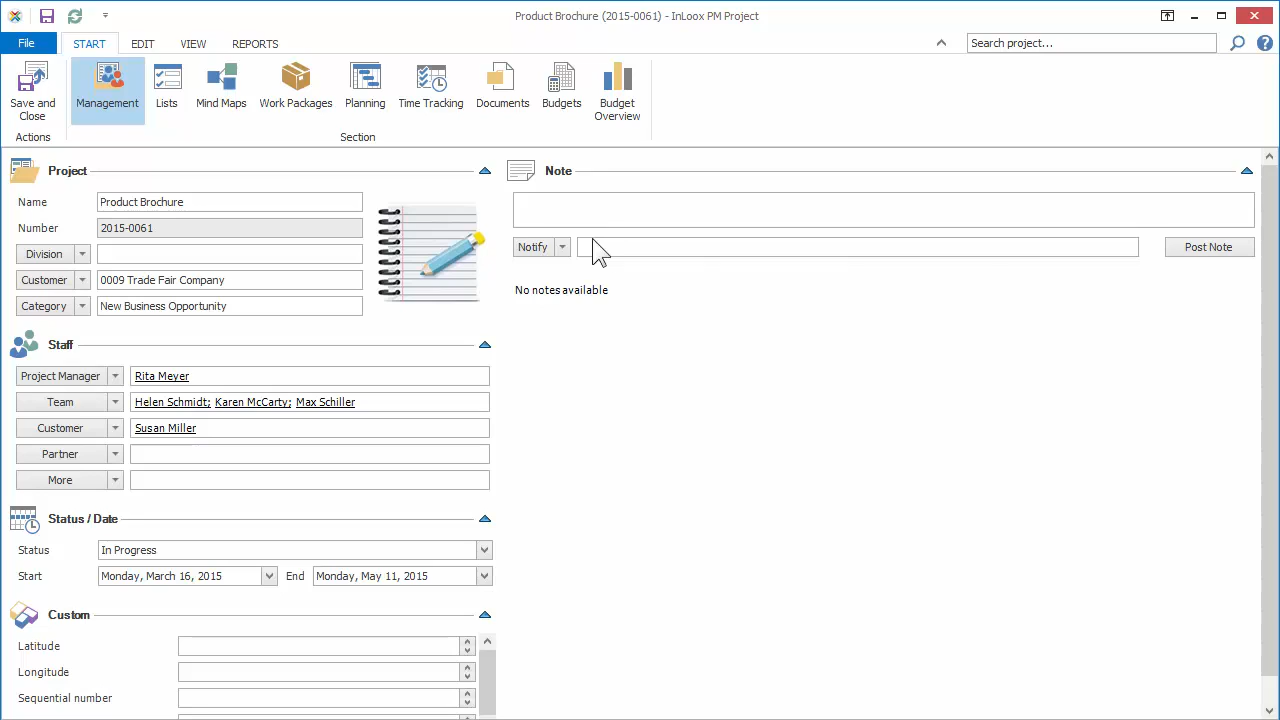 Product Brochure (2015-0061) - InLoox PM Project
File START EDIT VIEW REPORTS Search project...
Save and Close Management Lists Mind Maps Work Packages Planning Time Tracking Documents Budgets Budget Overview
Actions Section
Project
Name Product Brochure
Number 2015-0061
Division
Customer 0009 Trade Fair Company
Category New Business Opportunity
Staff
Project Manager Rita Meyer
Team Helen Schmidt; Karen McCarty; Max Schiller
Customer Susan Miller
Partner
More
Status / Date
Status In Progress
Start Monday, March 16, 2015 End Monday, May 11, 2015
Custom
Latitude
Longitude
Sequential number
Note
Notify Post Note
No notes available